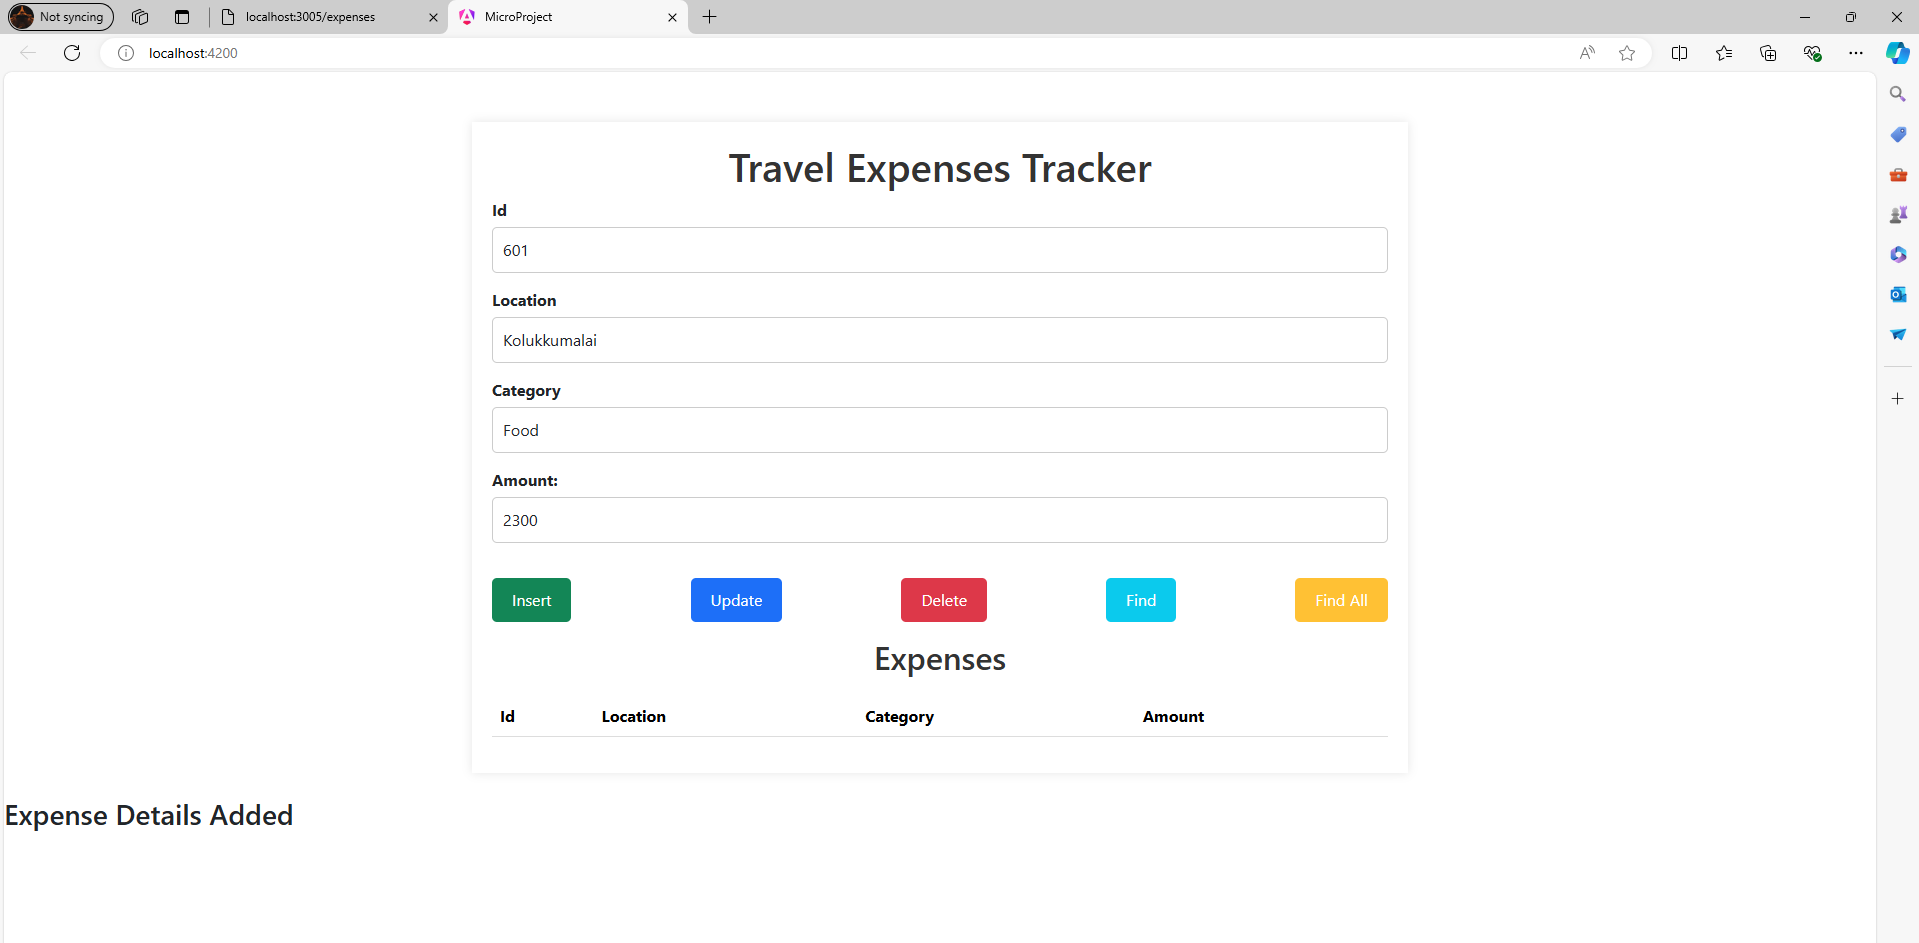 Not syncing
localhost:3005/expenses
MicroProject
localhost:4200
Travel Expenses Tracker
Id
601
Location
Kolukkumalai
Category
Food
Amount:
2300
Insert Update Delete Find Find All
Expenses
Id Location Category Amount
Expense Details Added